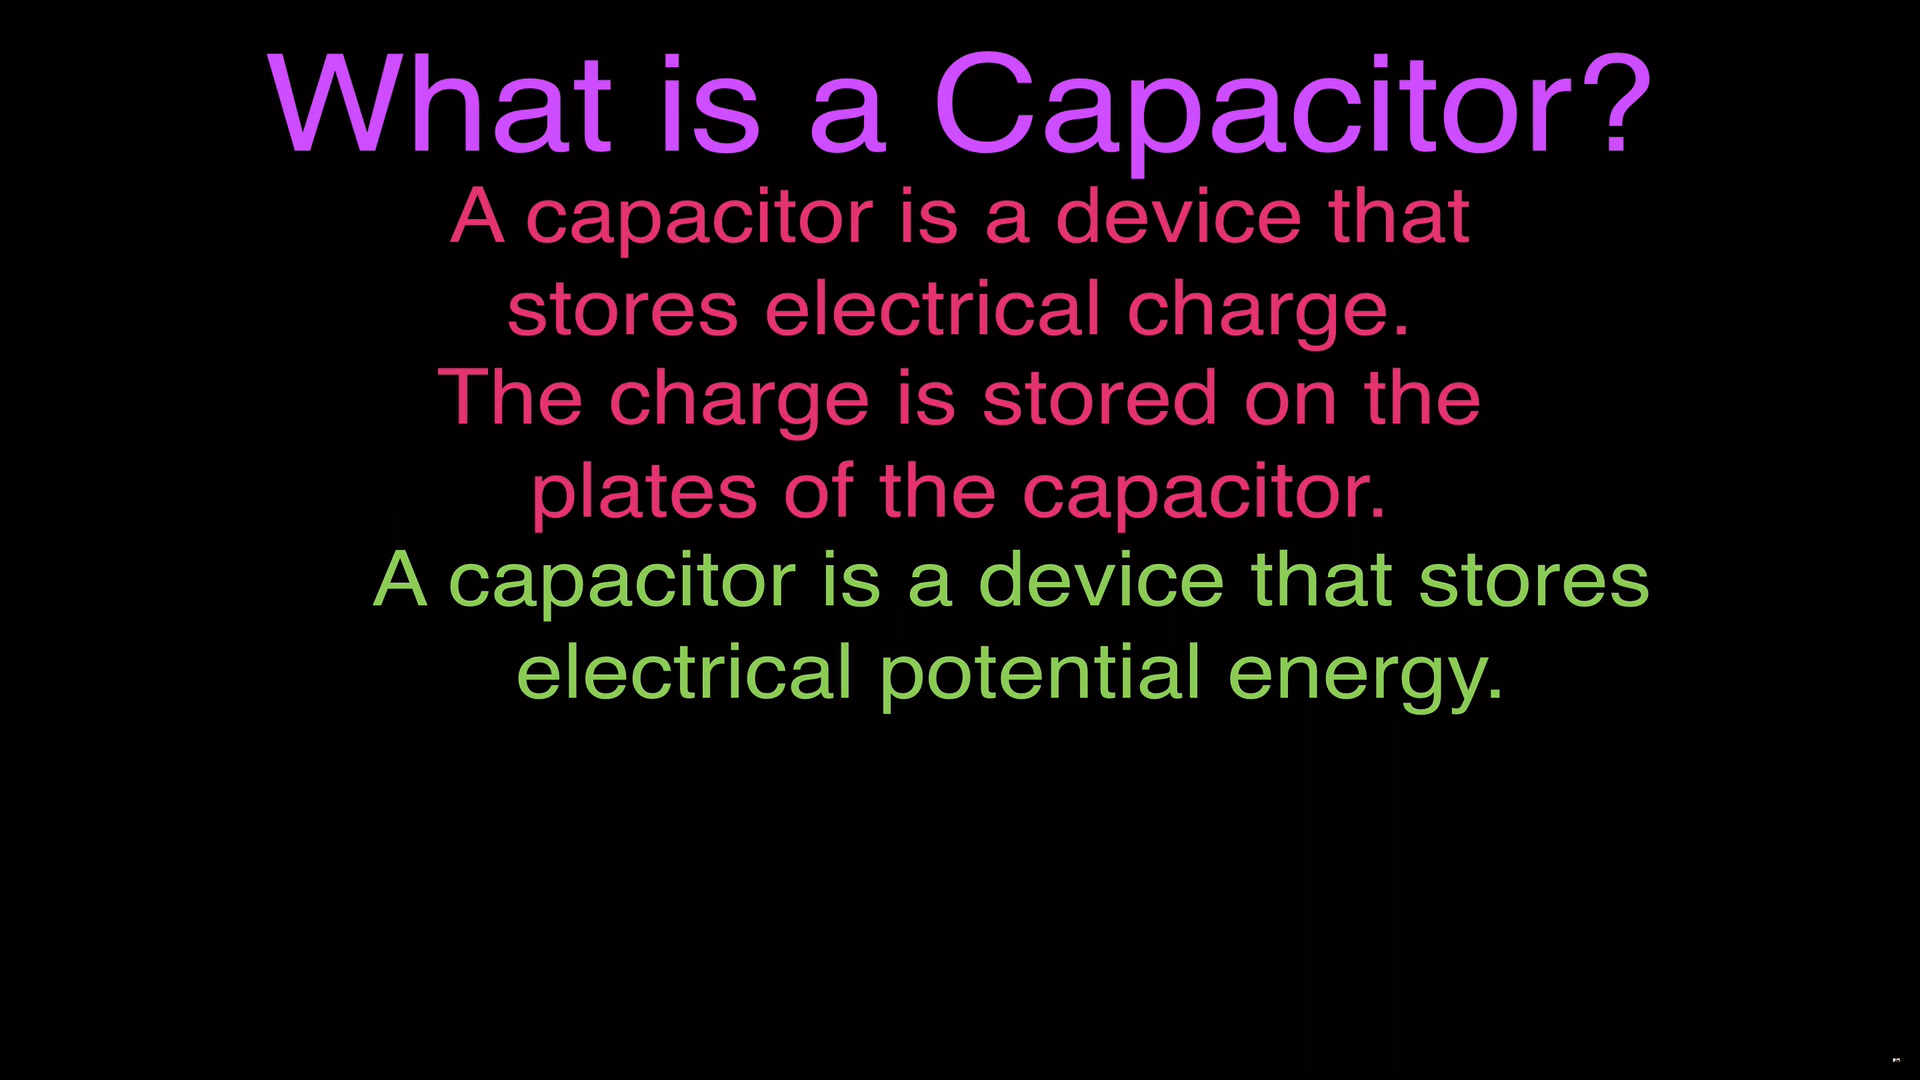 What is a Capacitor?
A capacitor is a device that
stores electrical charge.
The charge is stored on the
plates of the capacitor.
A capacitor is a device that stores
electrical potential energy.